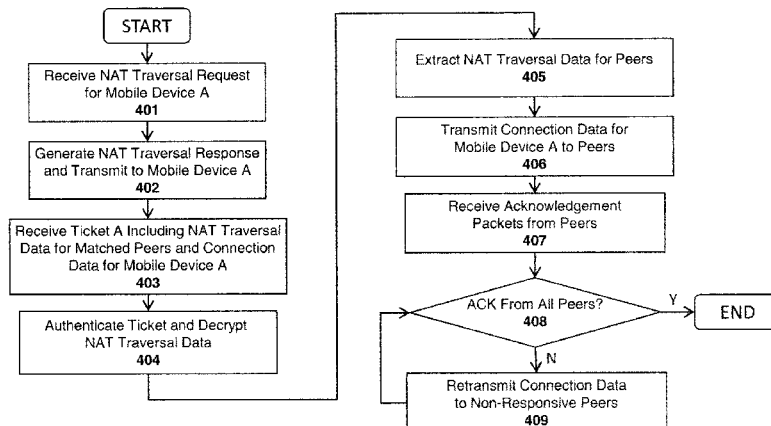 START
Receive NAT Traversal Request
for Mobile Device A
401
Generate NAT Traversal Response
and Transmit to Mobile Device A
402
Receive Ticket A Including NAT Traversal
Data for Matched Peers and Connection
Data for Mobile Device A
403
Authenticate Ticket and Decrypt
NAT Traversal Data
404
Extract NAT Traversal Data for Peers
405
Transmit Connection Data for
Mobile Device A to Peers
406
Receive Acknowledgement
Packets from Peers
407
ACK From All Peers?
408
Y
END
N
Retransmit Connection Data
to Non-Responsive Peers
409